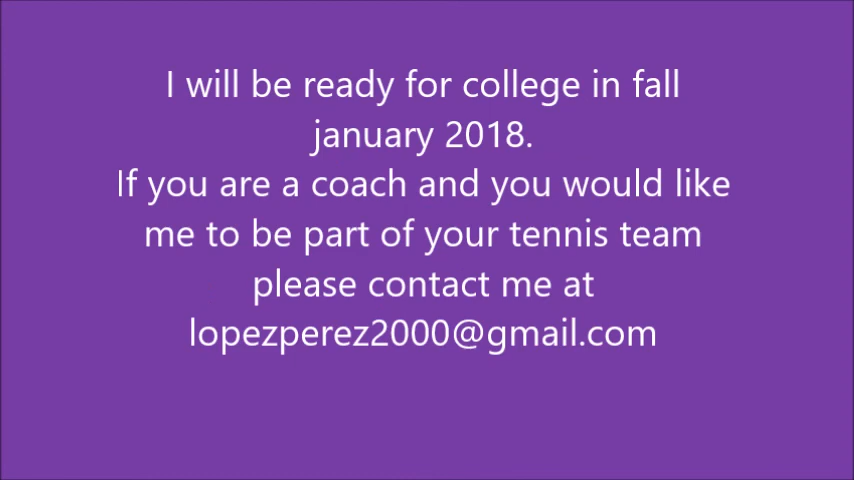 I will be ready for college in fall
january 2018.
If you are a coach and you would like
me to be part of your tennis team
please contact me at
lopezperez2000@gmail.com